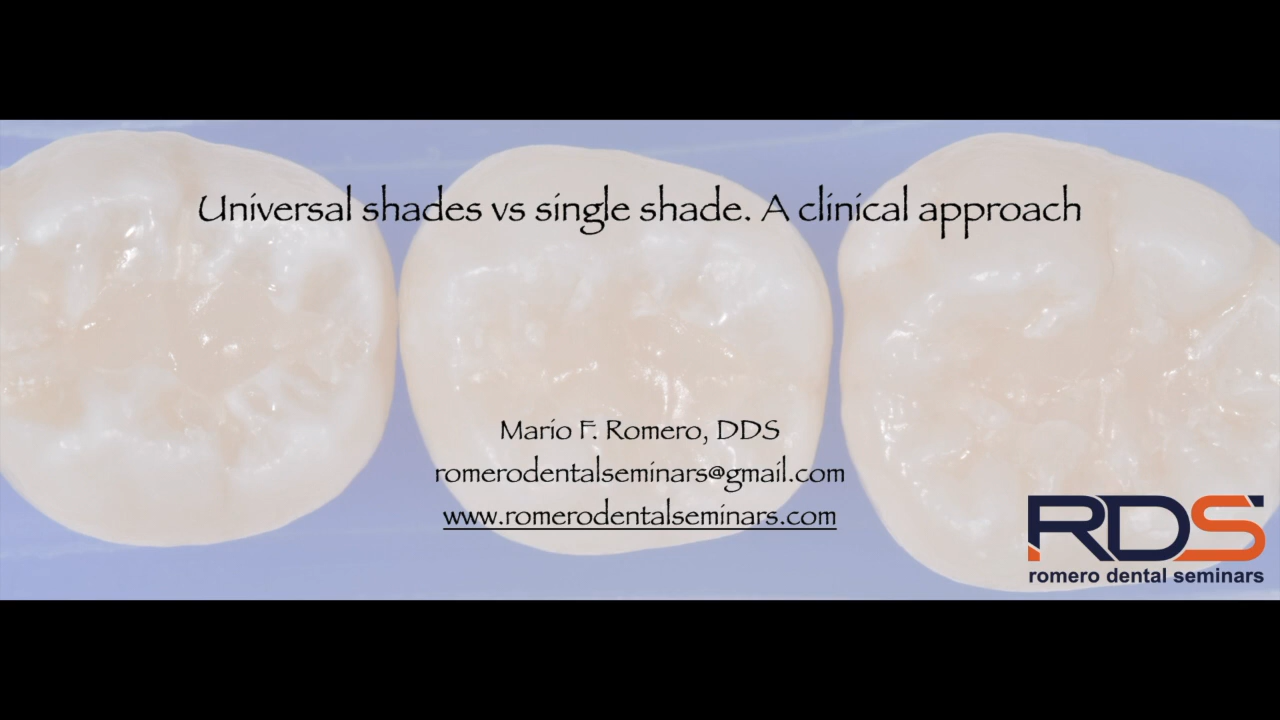 Universal shades vs single shade. A clinical approach
Mario F. Romero, DDS
romerodentalseminars@gmail.com
www.romerodentalseminars.com
RDS
romero dental seminars